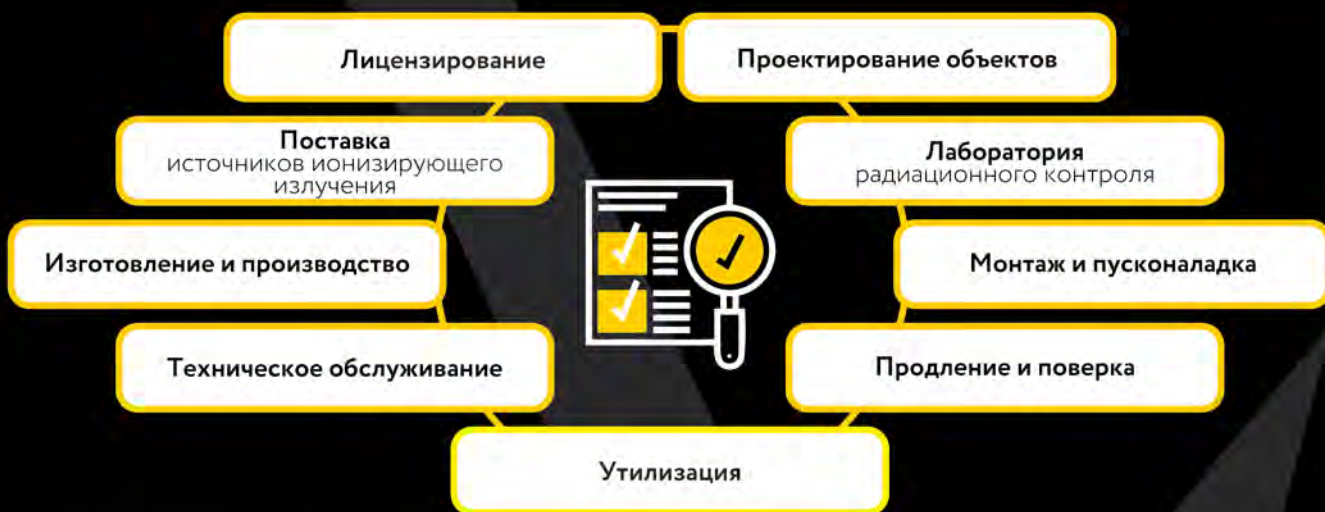 Лицензирование
Проектирование объектов
Поставка
источников ионизирующего
излучения
Лаборатория
радиационного контроля
Изготовление и производство
Монтаж и пусконаладка
Техническое обслуживание
Продление и поверка
Утилизация